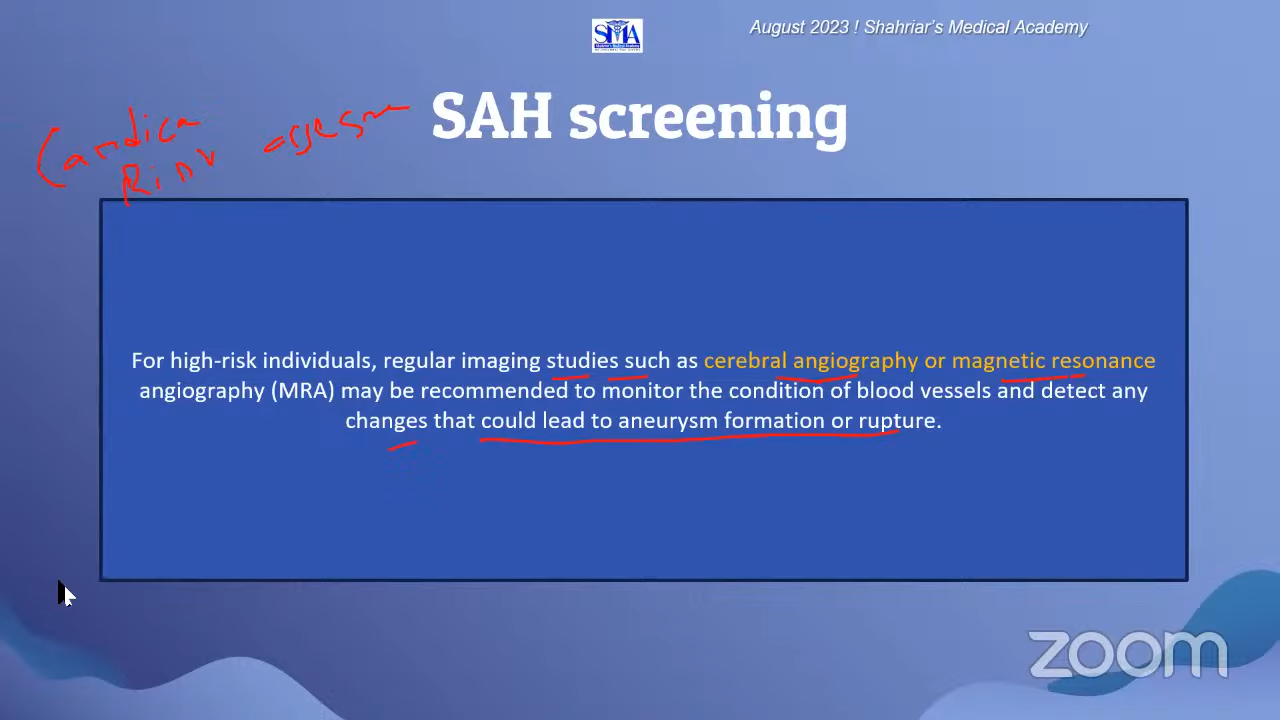 August 2023 ! Shahriar's Medical Academy
SMA
SAH screening
For high-risk individuals, regular imaging studies such as cerebral angiography or magnetic resonance
angiography (MRA) may be recommended to monitor the condition of blood vessels and detect any
changes that could lead to aneurysm formation or rupture.
zoom